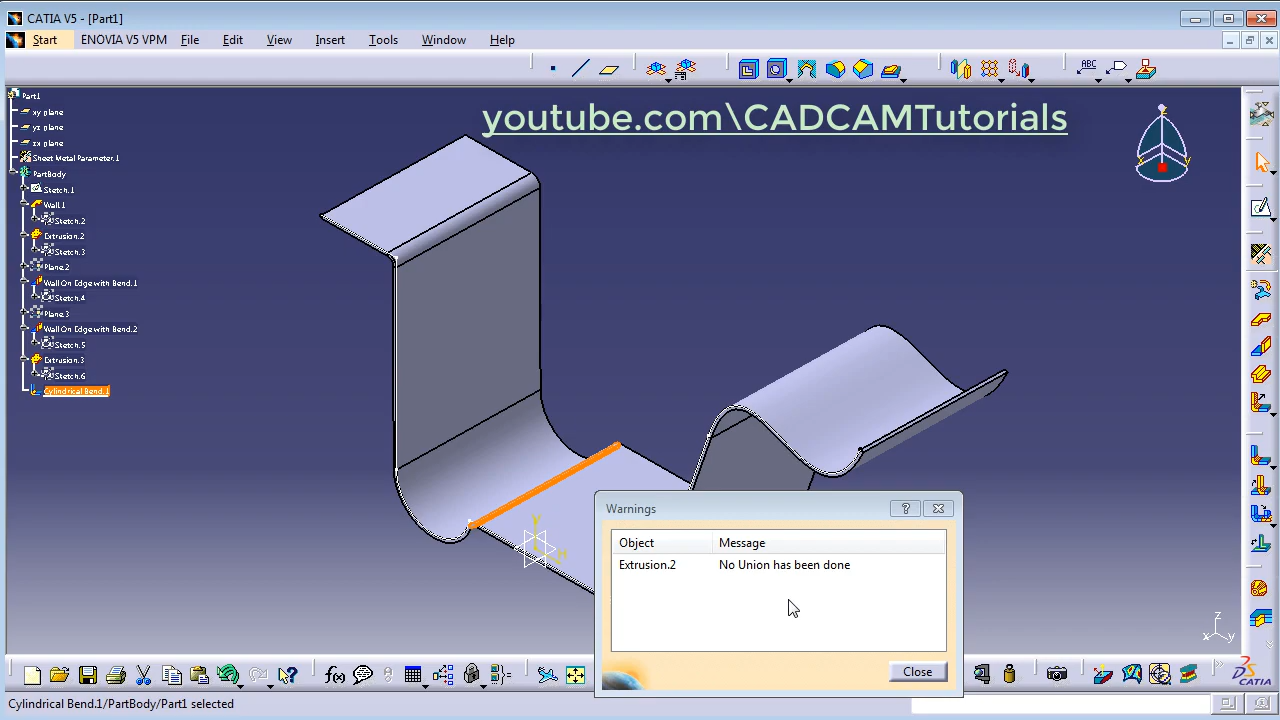 CATIA V5 - [Part1]
Start ENOVIA V5 VPM File Edit View Insert Tools Window Help
ABC
youtube.com\CADCAMTutorials
Part1
xy plane
yz plane
zx plane
Sheet Metal Parameter.1
PartBody
Sketch.1
Wall.1
Sketch.2
Extrusion.2
Sketch.3
Plane.2
Wall On Edge with Bend.1
Sketch.4
Plane.3
Wall On Edge with Bend.2
Sketch.5
Extrusion.3
Sketch.6
Cylindrical Bend.1
z
y
Y
H
Warnings
Object Message
Extrusion.2 No Union has been done
Close
z
x y
f(x)
CATIA
Cylindrical Bend.1/PartBody/Part1 selected